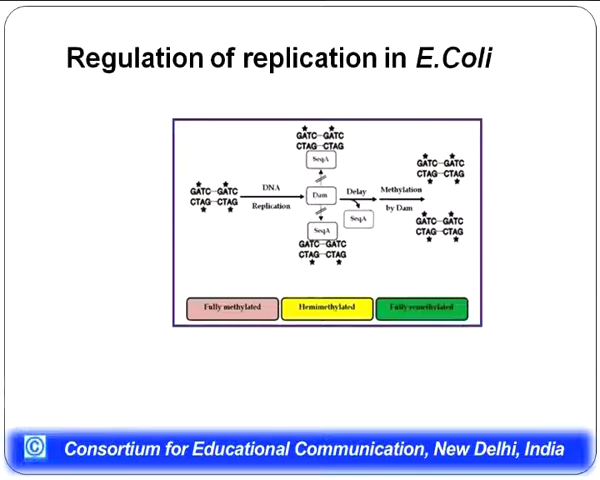 Regulation of replication in E.Coli
GATC GATC
CTAG CTAG
SeqA
GATC GATC
CTAG CTAG
DNA
Replication
Dam
Delay
SeqA
Methylation
by Dam
GATC GATC
CTAG CTAG
GATC GATC
CTAG CTAG
SeqA
GATC GATC
CTAG CTAG
Fully methylated
Hemimethylated
Fully remethylated
© Consortium for Educational Communication, New Delhi, India